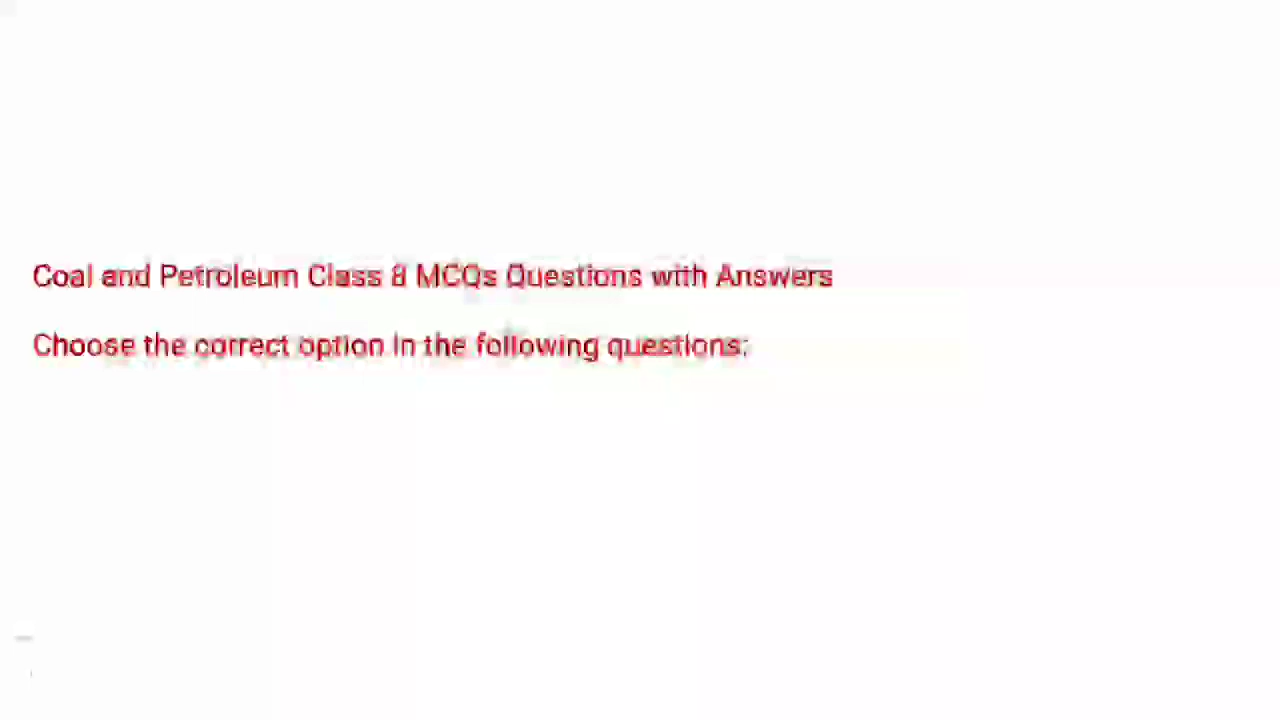 Coal and Petroleum Class 8 MCQs Questions with Answers
Choose the correct option in the following questions: